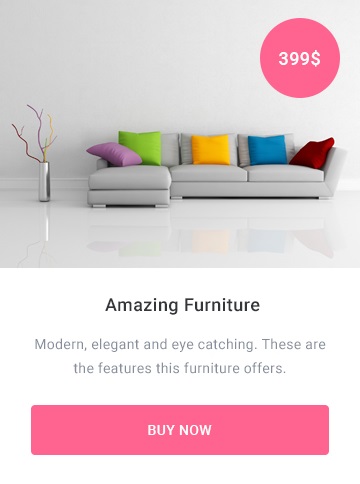 399$
Amazing Furniture
Modern, elegant and eye catching. These are
the features this furniture offers.
BUY NOW